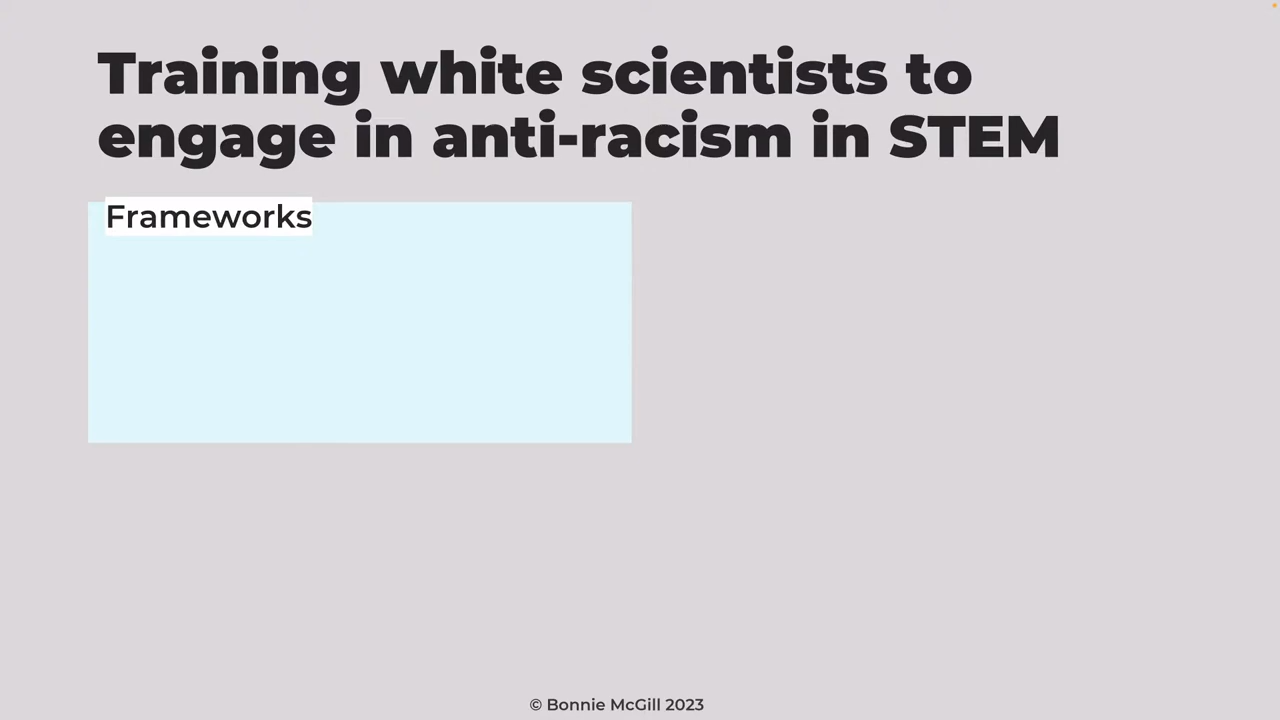 Training white scientists to
engage in anti-racism in STEM
Frameworks
© Bonnie McGill 2023